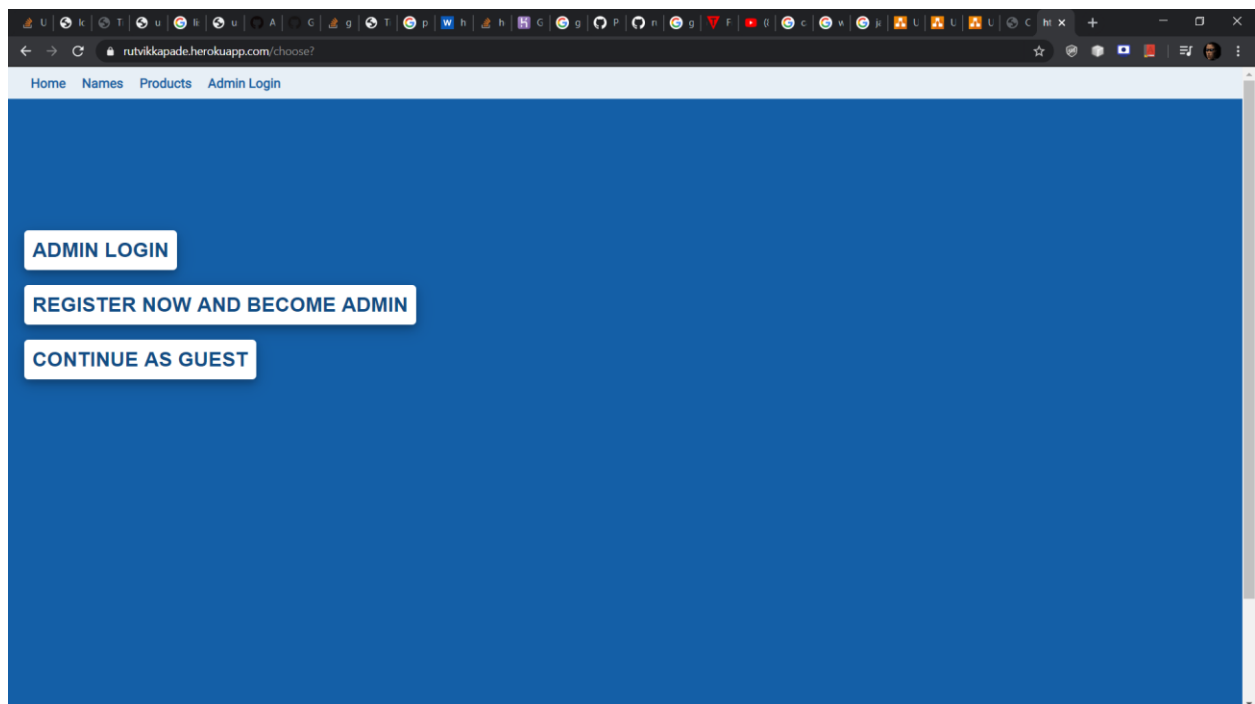 rutvikkapade.herokuapp.com/choose?
Home Names Products Admin Login
ADMIN LOGIN
REGISTER NOW AND BECOME ADMIN
CONTINUE AS GUEST